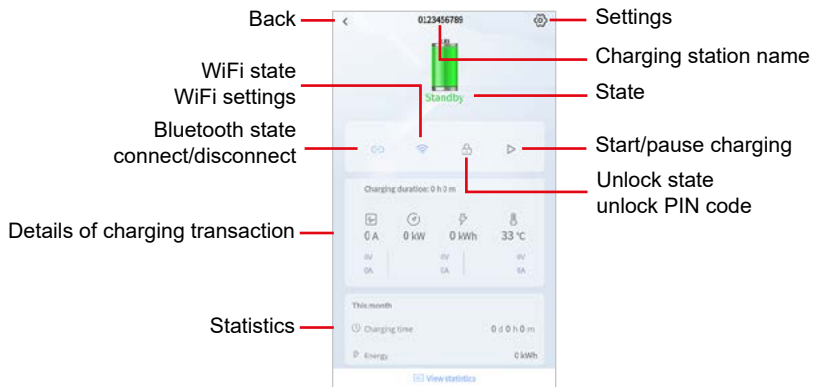 Back
0123456789
Settings
Charging station name
WiFi state
WiFi settings
Standby
State
Bluetooth state
connect/disconnect
Start/pause charging
Unlock state
unlock PIN code
Charging duration: 0 h 0 m
Details of charging transaction
0 A 0 kW 0 kWh 33 °C
0V 0V 0V
0A 0A 0A
This month
Statistics
Charging time 0 d 0 h 0 m
Energy 0 kWh
View statistics